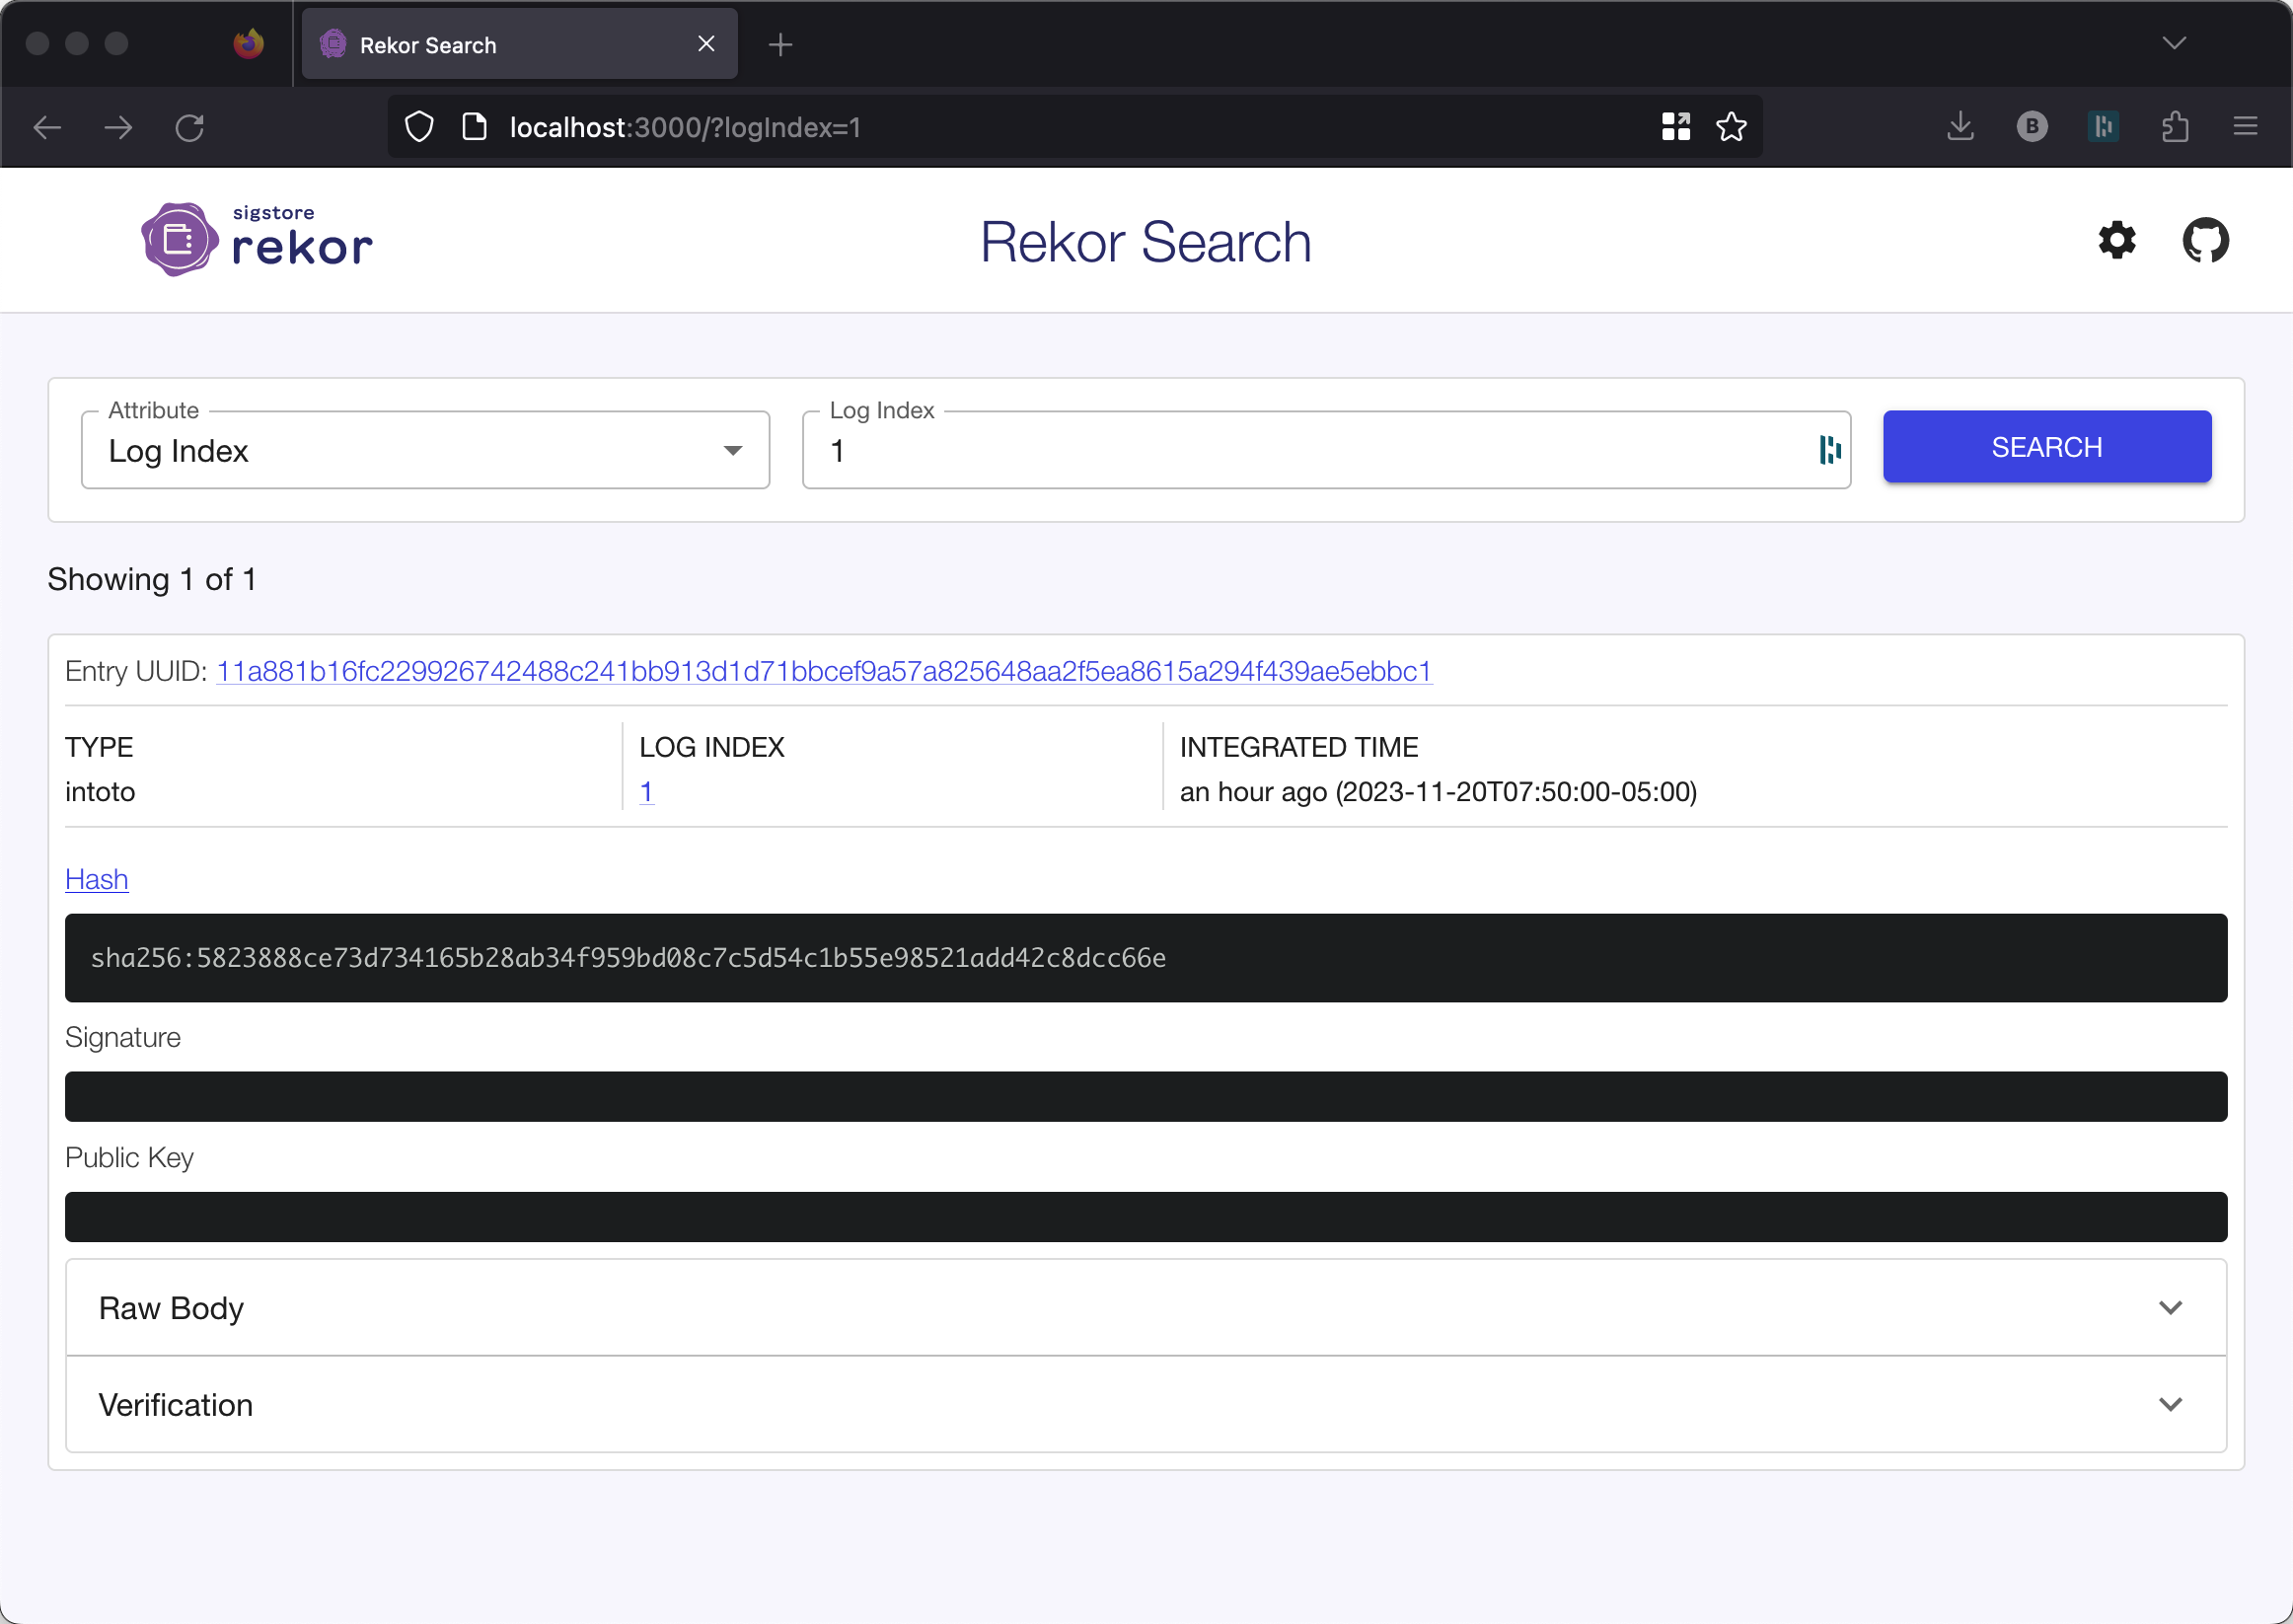 Rekor Search
localhost:3000/?logIndex=1
B
sigstore
rekor
Rekor Search
Attribute
Log Index
Log Index
1
SEARCH
Showing 1 of 1
Entry UUID: 11a881b16fc229926742488c241bb913d1d71bbcef9a57a825648aa2f5ea8615a294f439ae5ebbc1
TYPE
intoto
LOG INDEX
1
INTEGRATED TIME
an hour ago (2023-11-20T07:50:00-05:00)
Hash
sha256:5823888ce73d734165b28ab34f959bd08c7c5d54c1b55e98521add42c8dcc66e
Signature
Public Key
Raw Body
Verification